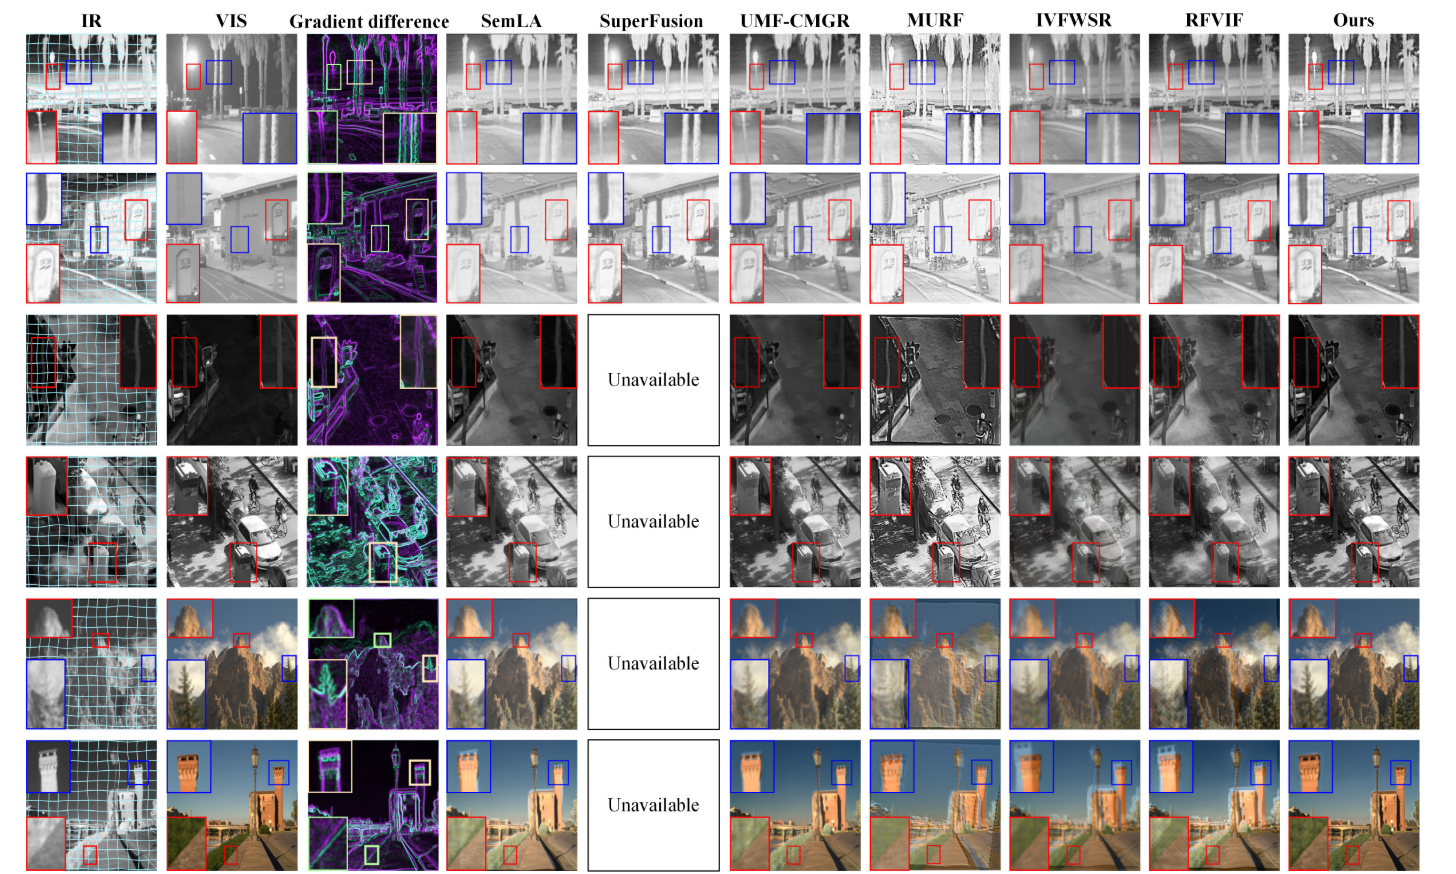 IR VIS Gradient difference SemLA SuperFusion UMF-CMGR MURF IVFWSR RFVIF Ours
Unavailable
Unavailable
Unavailable
Unavailable